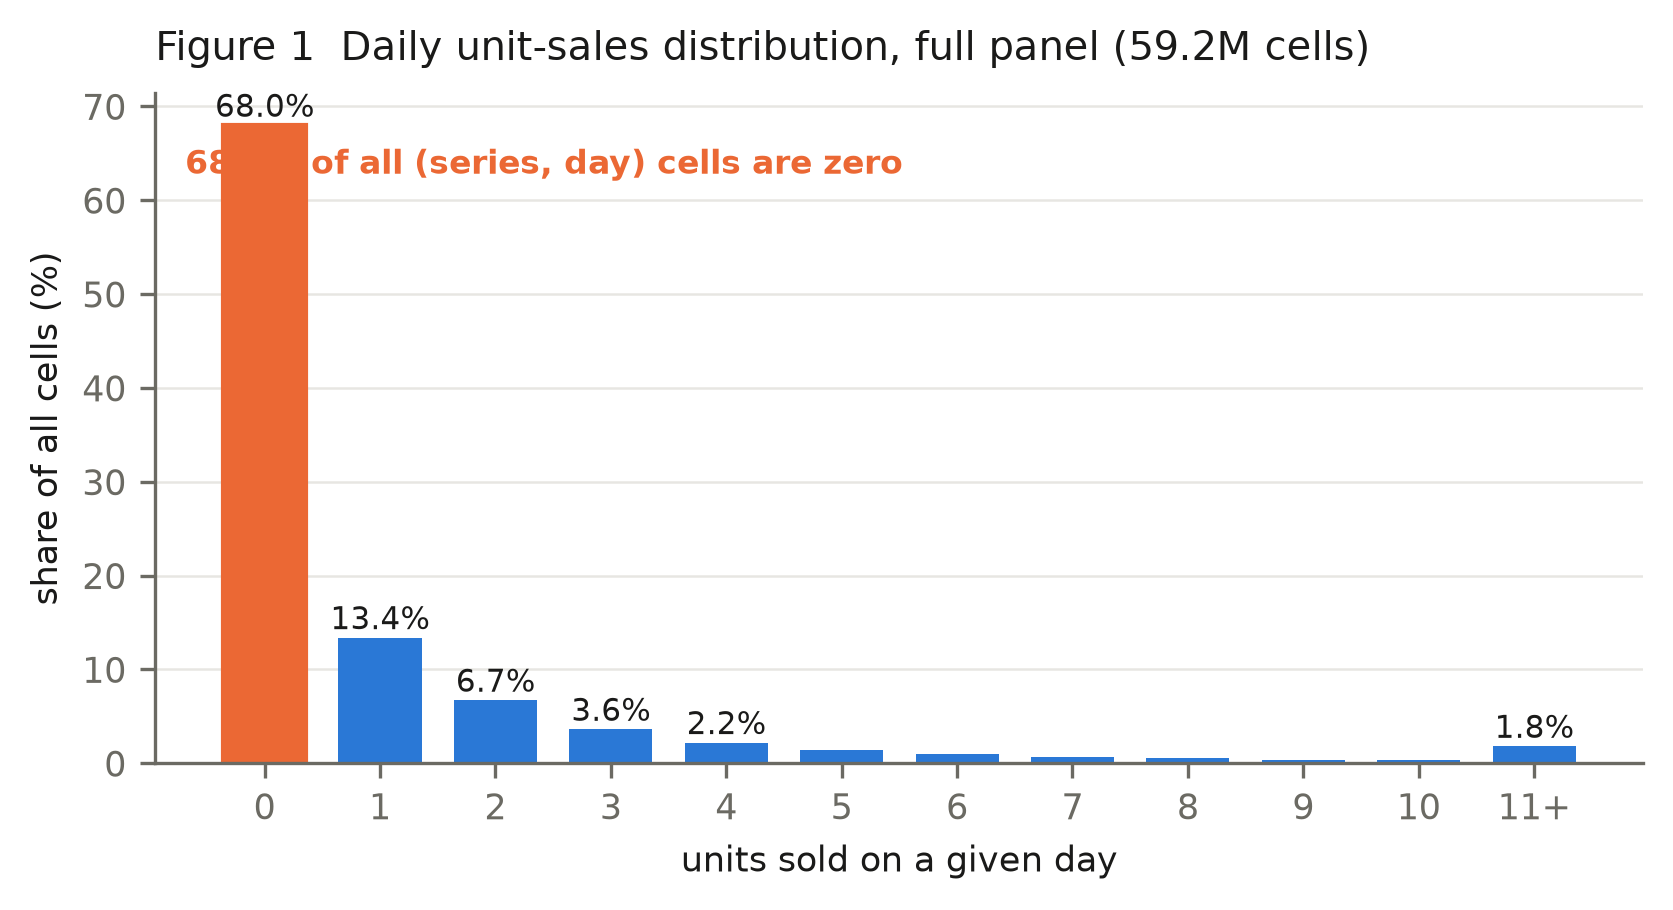 Figure 1 Daily unit-sales distribution, full panel (59.2M cells)
68.0%
68 of all (series, day) cells are zero
share of all cells (%)
70
60
50
40
30
20
10
0
13.4%
6.7%
3.6%
2.2%
1.8%
0 1 2 3 4 5 6 7 8 9 10 11+
units sold on a given day